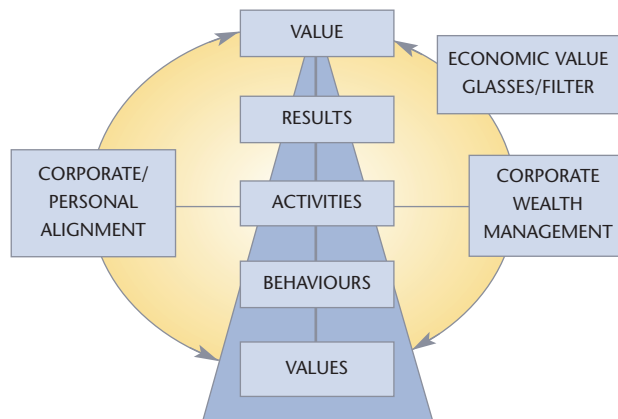 VALUE
ECONOMIC VALUE
GLASSES/FILTER
RESULTS
CORPORATE/
PERSONAL
ALIGNMENT
ACTIVITIES
CORPORATE
WEALTH
MANAGEMENT
BEHAVIOURS
VALUES